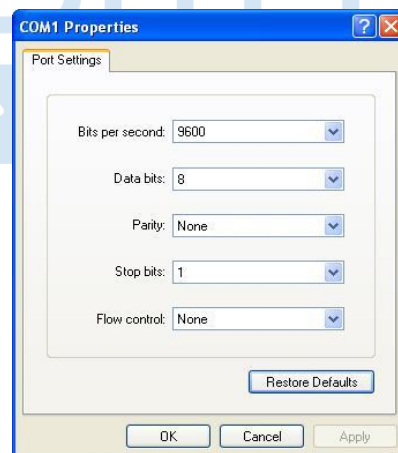 COM1 Properties
Port Settings
Bits per second: 9600
Data bits: 8
Parity: None
Stop bits: 1
Flow control: None
Restore Defaults
OK Cancel Apply